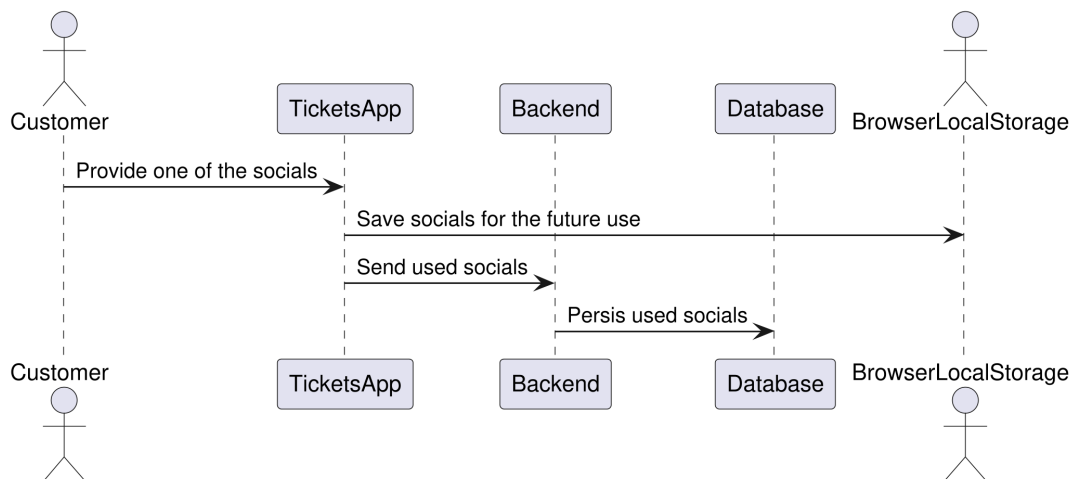 Customer
TicketsApp
Backend
Database
BrowserLocalStorage
Provide one of the socials
Save socials for the future use
Send used socials
Persis used socials
Customer
TicketsApp
Backend
Database
BrowserLocalStorage